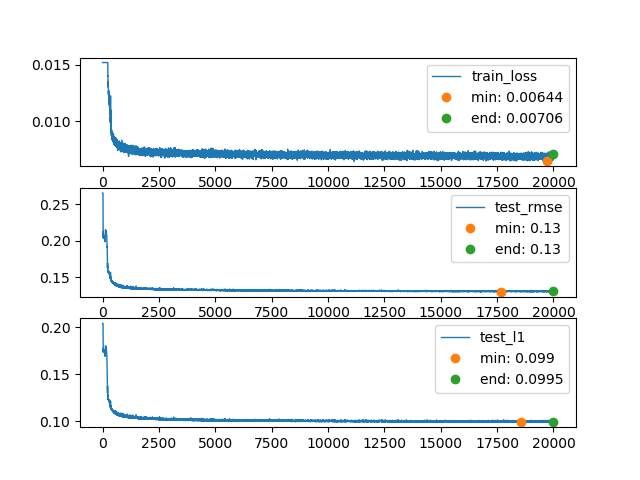 0.015
0.010
train_loss
min: 0.00644
end: 0.00706
0 2500 5000 7500 10000 12500 15000 17500 20000
0.25
0.20
0.15
test_rmse
min: 0.13
end: 0.13
0 2500 5000 7500 10000 12500 15000 17500 20000
0.20
0.15
0.10
test_l1
min: 0.099
end: 0.0995
0 2500 5000 7500 10000 12500 15000 17500 20000